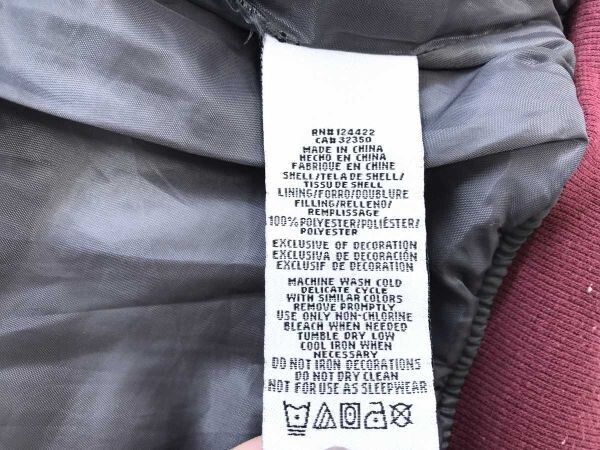 RN# 124422
CA# 32350
MADE IN CHINA
HECHO EN CHINA
FABRIQUE EN CHINE
SHELL/TELA DE SHELL/
TISSU DE SHELL
LINING/FORRO/DOUBLURE
FILLING/RELLENO/
REMPLISSAGE
100% POLYESTER/POLIÉSTER/
POLYESTER
EXCLUSIVE OF DECORATION
EXCLUSIVA DE DECORACIÓN
EXCLUSIF DE DECORATION
MACHINE WASH COLD
DELICATE CYCLE
WITH SIMILAR COLORS
REMOVE PROMPTLY
USE ONLY NON-CHLORINE
BLEACH WHEN NEEDED
TUMBLE DRY LOW
COOL IRON WHEN
NECESSARY
DO NOT IRON DECORATIONS
DO NOT DRY CLEAN
NOT FOR USE AS SLEEPWEAR